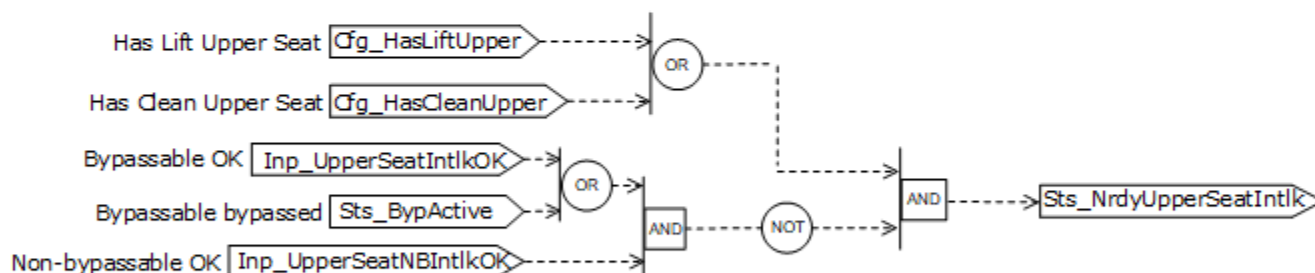 Has Lift Upper Seat Cfg_HasLiftUpper
OR
Has Clean Upper Seat Cfg_HasCleanUpper
Bypassable OK Inp_UpperSeatIntlkOK
OR
AND
Sts_NrdyUpperSeatIntlk
Bypassable bypassed Sts_BypActive
AND
NOT
Non-bypassable OK Inp_UpperSeatNBIntlkOK